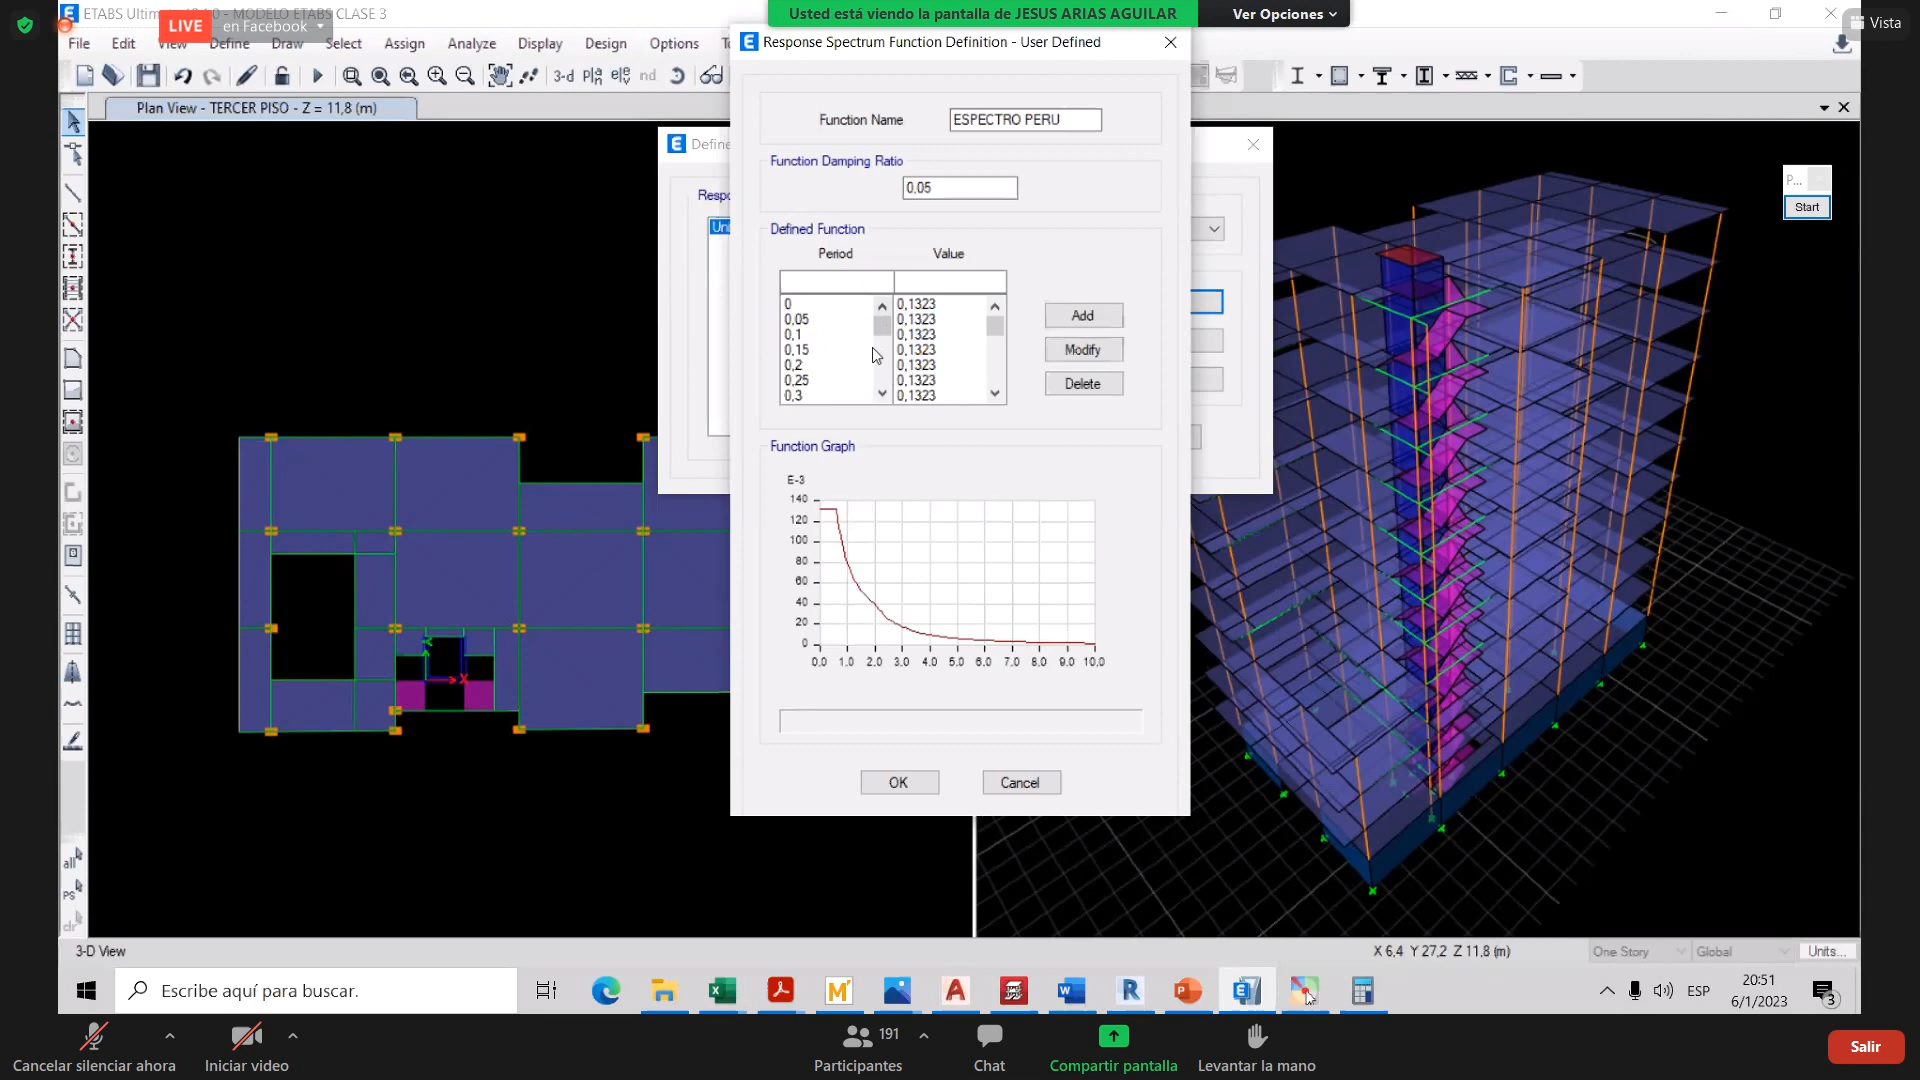 ETABS Ultimate
- MODELO ETABS CLASE 3
LIVE
en Facebook
Usted está viendo la pantalla de JESUS ARIAS AGUILAR
Ver Opciones
Vista
File Edit View Define Draw Select Assign Analyze Display Design Options
Response Spectrum Function Definition - User Defined
3-d
nd
Plan View - TERCER PISO - Z = 11,8 (m)
Function Name
ESPECTRO PERU
Define
Function Damping Ratio
0,05
Respo
Defined Function
Period
Value
0 0,1323
0,05 0,1323
0,1 0,1323
0,15 0,1323
0,2 0,1323
0,25 0,1323
0,3 0,1323
Add
Modify
Delete
P...
Start
Function Graph
E-3
140
120
100
80
60
40
20
0
0,0 1,0 2,0 3,0 4,0 5,0 6,0 7,0 8,0 9,0 10,0
X
OK
Cancel
all
PS
3-D View
X 6,4 Y 27,2 Z 11,8 (m)
One Story
Global
Units...
Escribe aquí para buscar.
ESP
20:51
6/1/2023
3
Cancelar silenciar ahora
Iniciar video
191
Participantes
Chat
Compartir pantalla
Levantar la mano
Salir